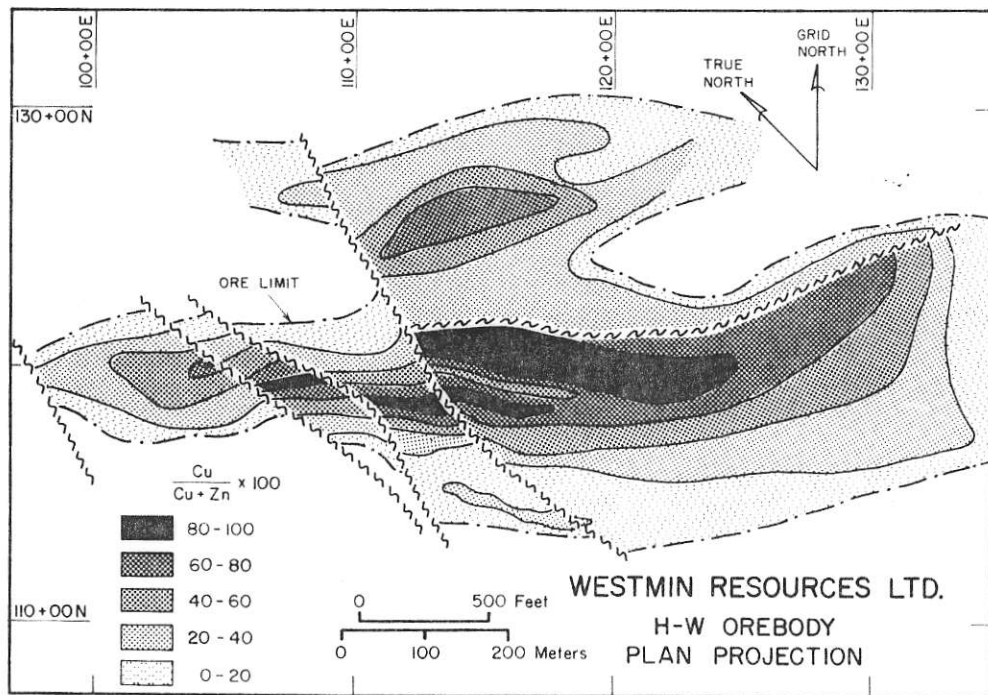 100+00E
110+00E
120+00E
130+00E
GRID
NORTH
TRUE
NORTH
130+00N
ORE LIMIT
Cu
Cu + Zn x 100
80-100
60-80
40-60
20-40
0-20
110+00N
0 500 Feet
0 100 200 Meters
WESTMIN RESOURCES LTD.
H-W OREBODY
PLAN PROJECTION